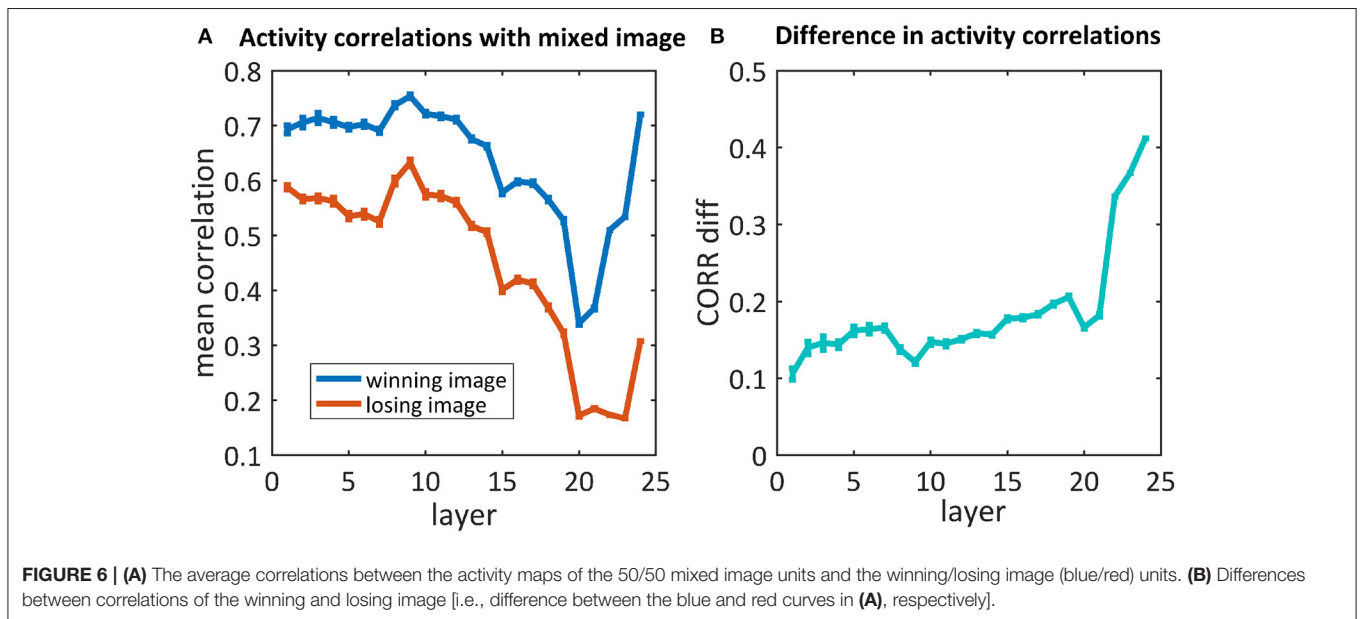 A Activity correlations with mixed image
0.8
0.7
0.6
0.5
0.4
0.3
0.2
0.1
mean correlation
winning image
losing image
0 5 10 15 20 25
layer
B Difference in activity correlations
0.5
0.4
0.3
0.2
0.1
0
CORR diff
0 5 10 15 20 25
layer
FIGURE 6 | (A) The average correlations between the activity maps of the 50/50 mixed image units and the winning/losing image (blue/red) units. (B) Differences
between correlations of the winning and losing image [i.e., difference between the blue and red curves in (A), respectively].